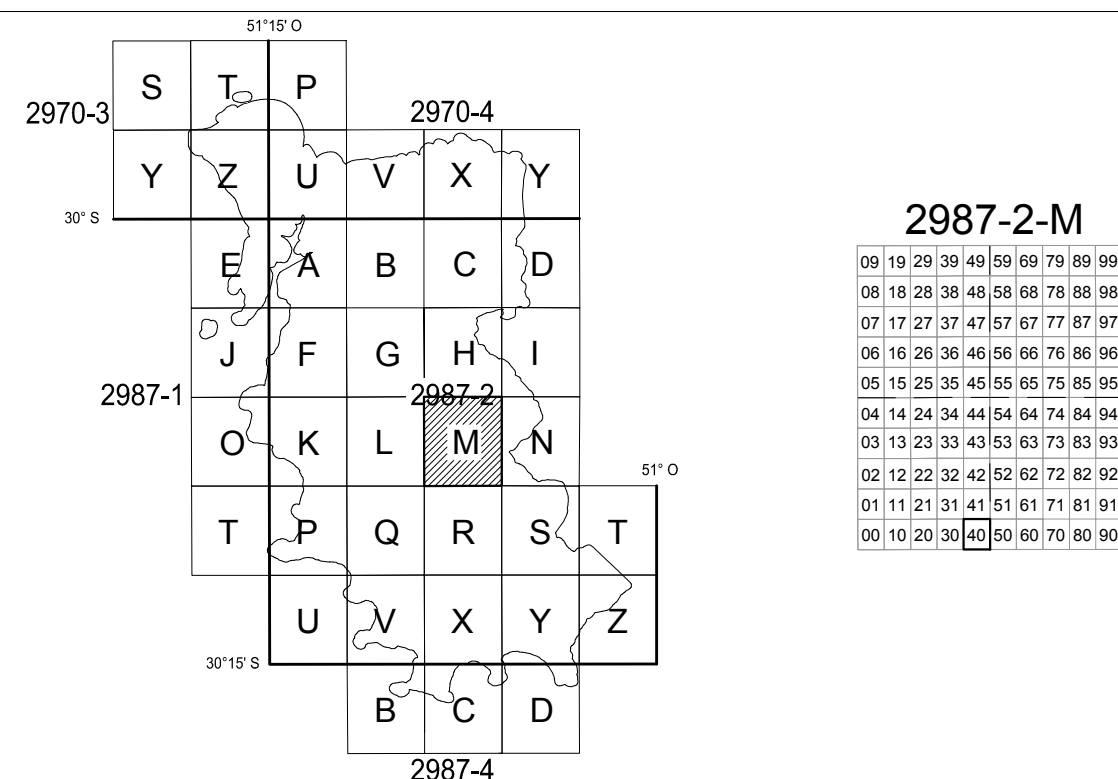 51°15' O
S T P
2970-3 2970-4
Y Z U V X Y
30° S
E A B C D
J F G H I
2987-1 2987-2
O K L M N
51° O
T P Q R S T
U V X Y Z
30°15' S
B C D
2987-4
2987-2-M
09 19 29 39 49 59 69 79 89 99
08 18 28 38 48 58 68 78 88 98
07 17 27 37 47 57 67 77 87 97
06 16 26 36 46 56 66 76 86 96
05 15 25 35 45 55 65 75 85 95
04 14 24 34 44 54 64 74 84 94
03 13 23 33 43 53 63 73 83 93
02 12 22 32 42 52 62 72 82 92
01 11 21 31 41 51 61 71 81 91
00 10 20 30 40 50 60 70 80 90